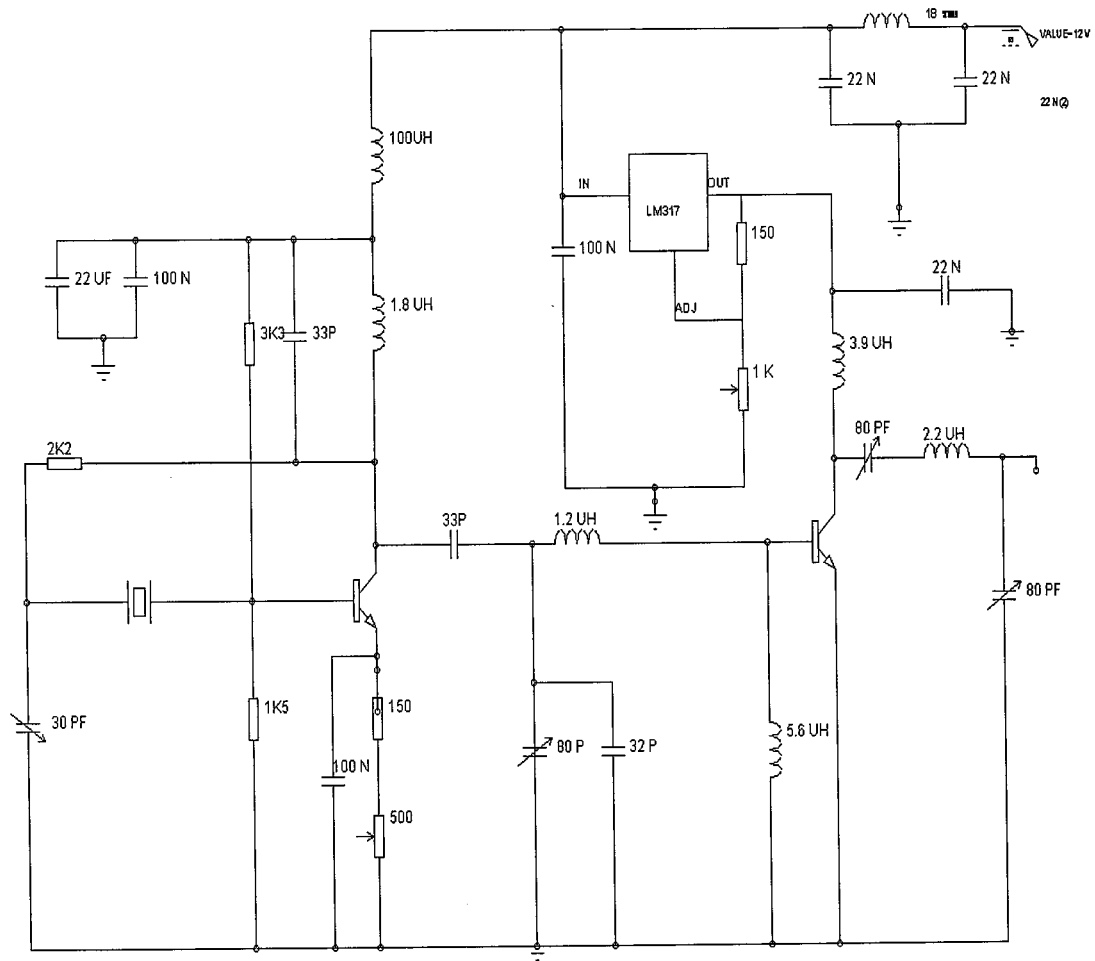 18
VALUE-12V
22 N
22 N
22 N(2)
100UH
IN
OUT
LM317
150
100 N
22 UF
100 N
1.8 UH
22 N
ADJ
3K3
33P
3.9 UH
1 K
80 PF
2.2 UH
2K2
33P
1.2 UH
80 PF
150
30 PF
1K5
5.6 UH
80 P
32 P
100 N
500